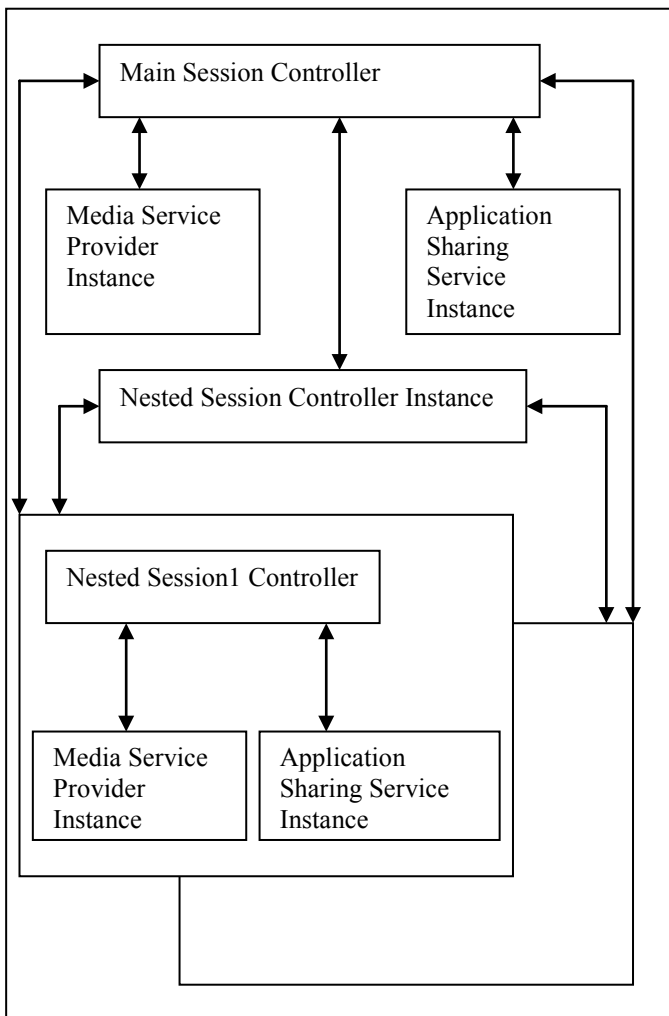 Main Session Controller
Media Service
Provider
Instance
Application
Sharing
Service
Instance
Nested Session Controller Instance
Nested Session1 Controller
Media Service
Provider
Instance
Application
Sharing Service
Instance